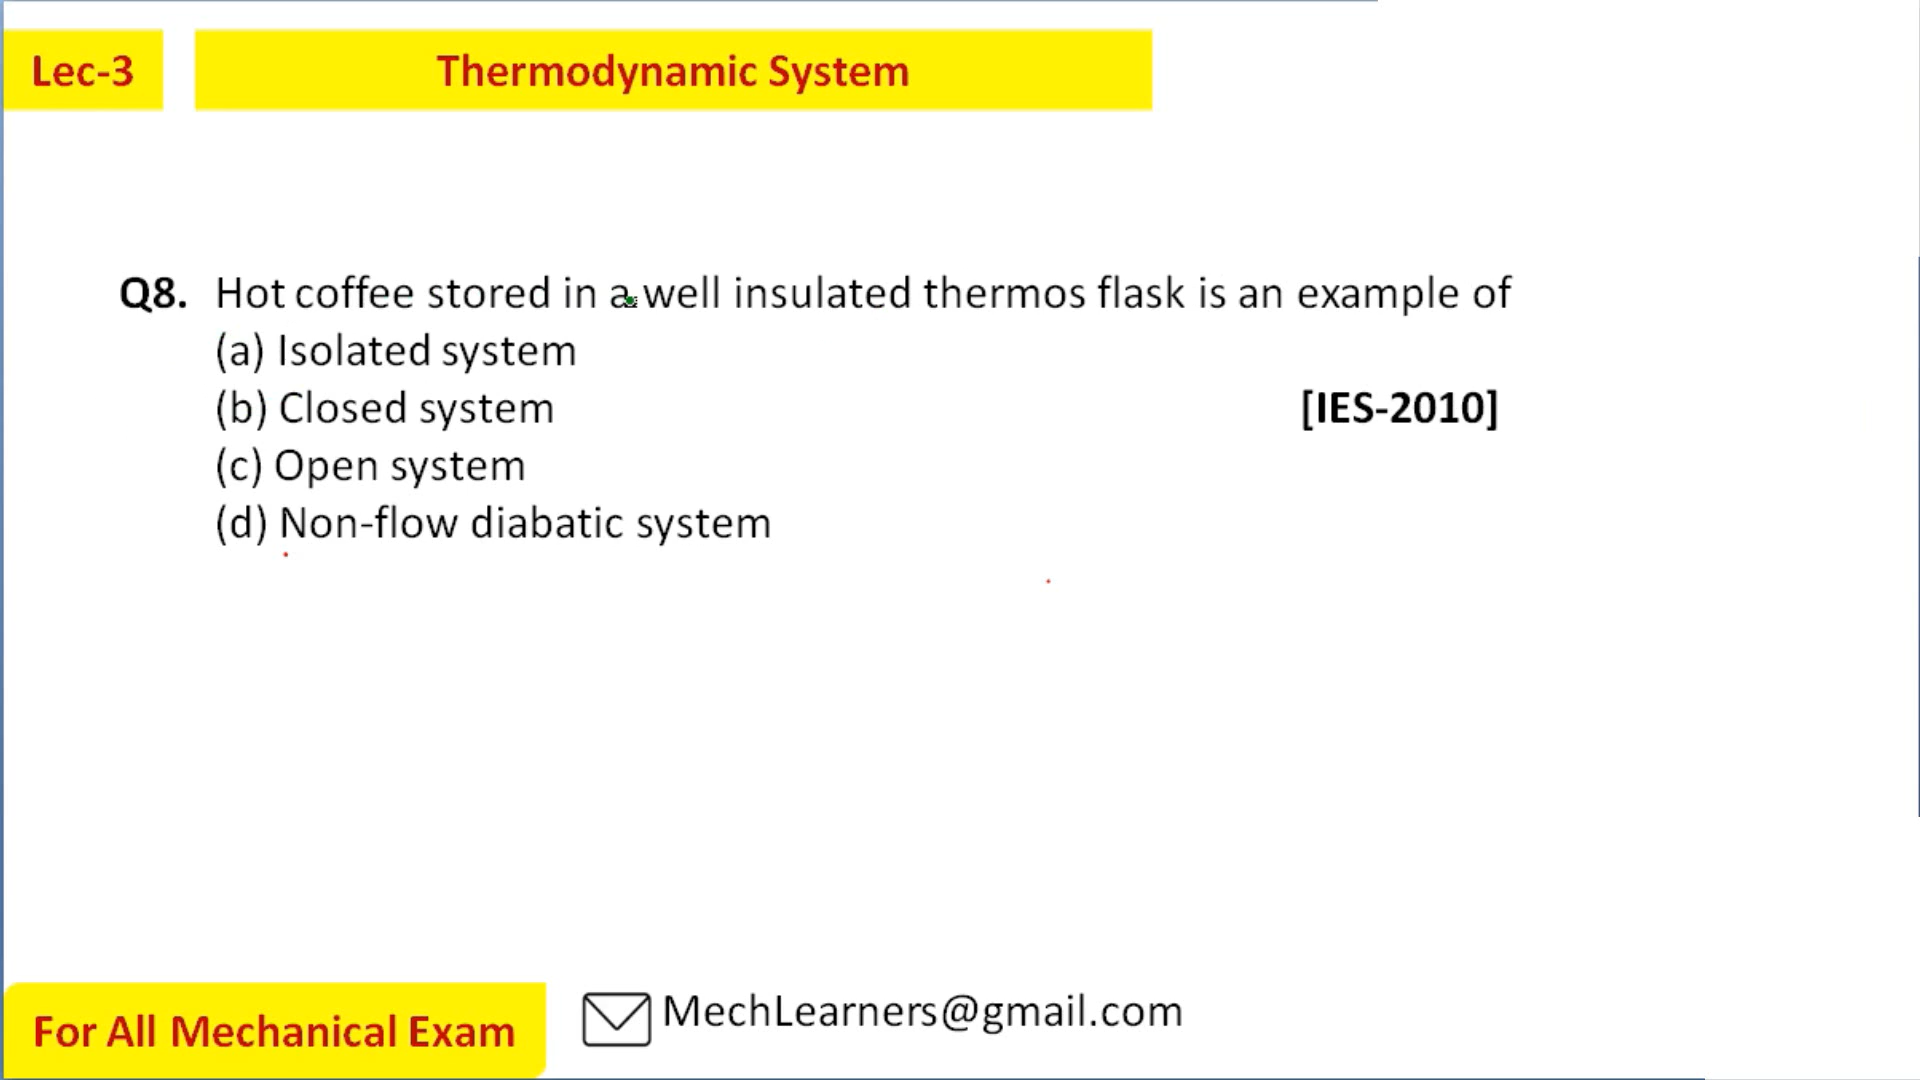 Lec-3
Thermodynamic System
Q8. Hot coffee stored in a well insulated thermos flask is an example of
(a) Isolated system
(b) Closed system [IES-2010]
(c) Open system
(d) Non-flow diabatic system
For All Mechanical Exam
MechLearners@gmail.com